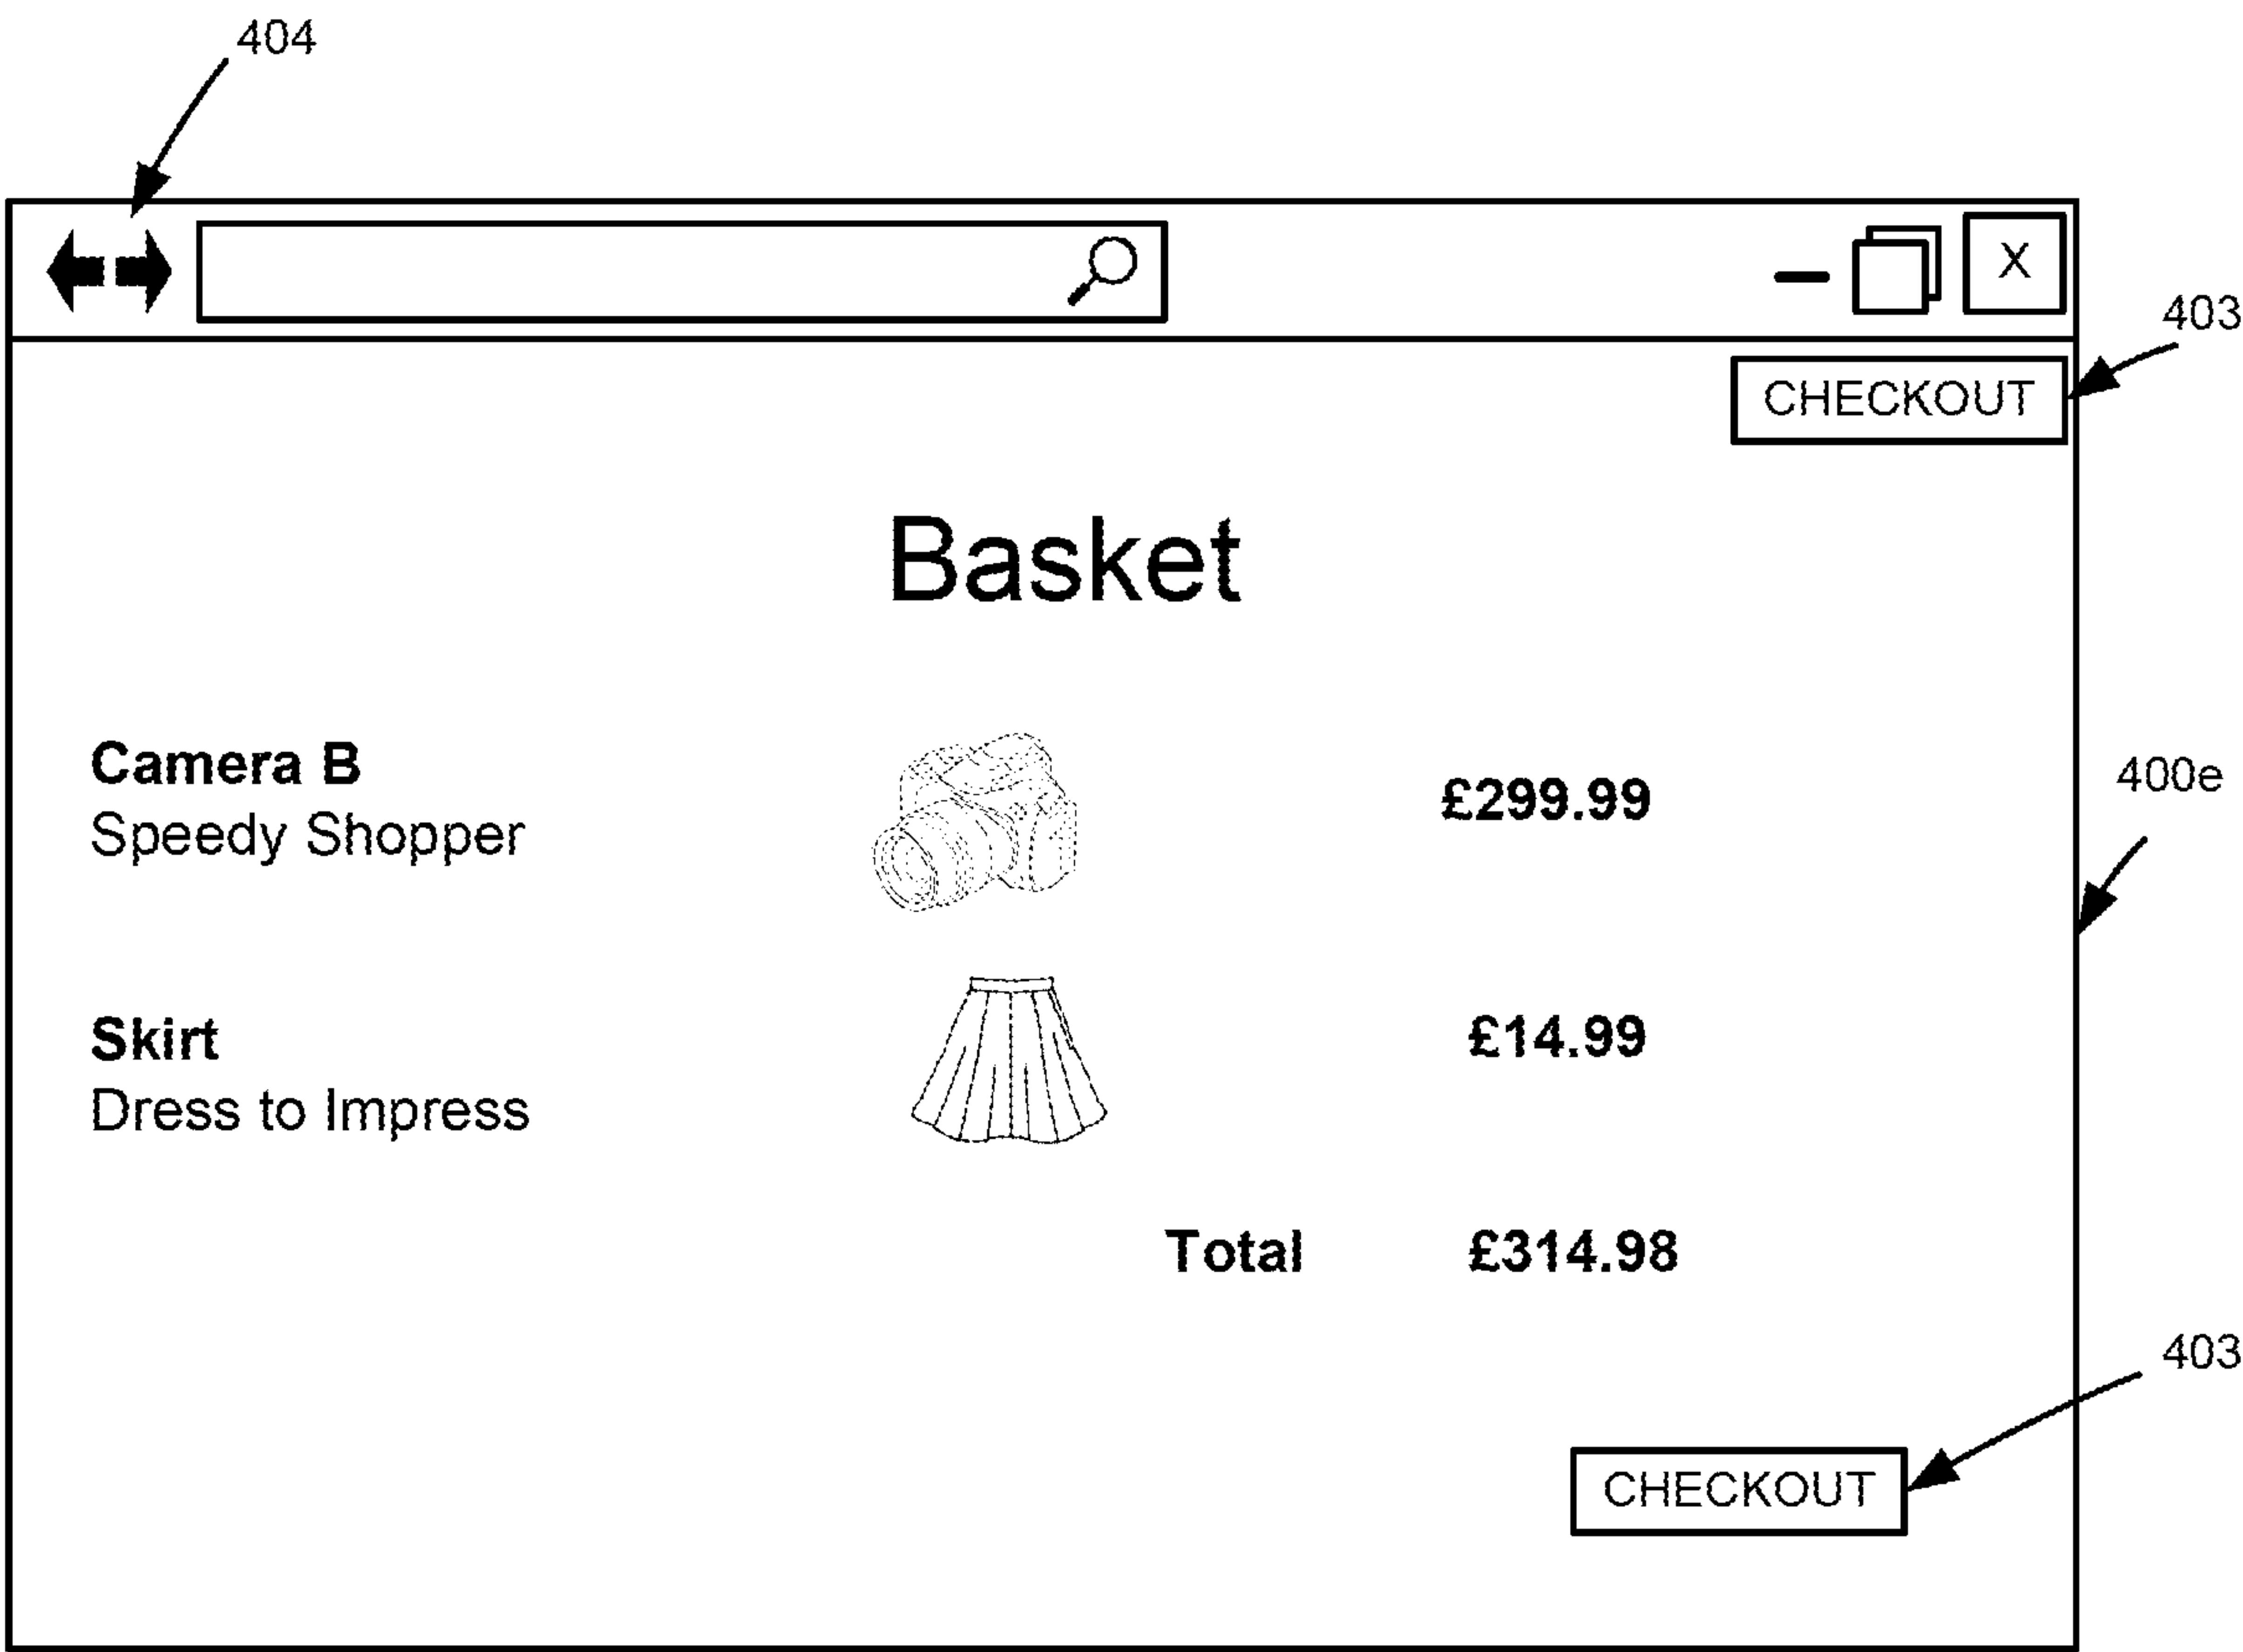 404
X
403
CHECKOUT
Basket
Camera B
Speedy Shopper
£299.99
400e
Skirt
Dress to Impress
£14.99
Total £314.98
403
CHECKOUT